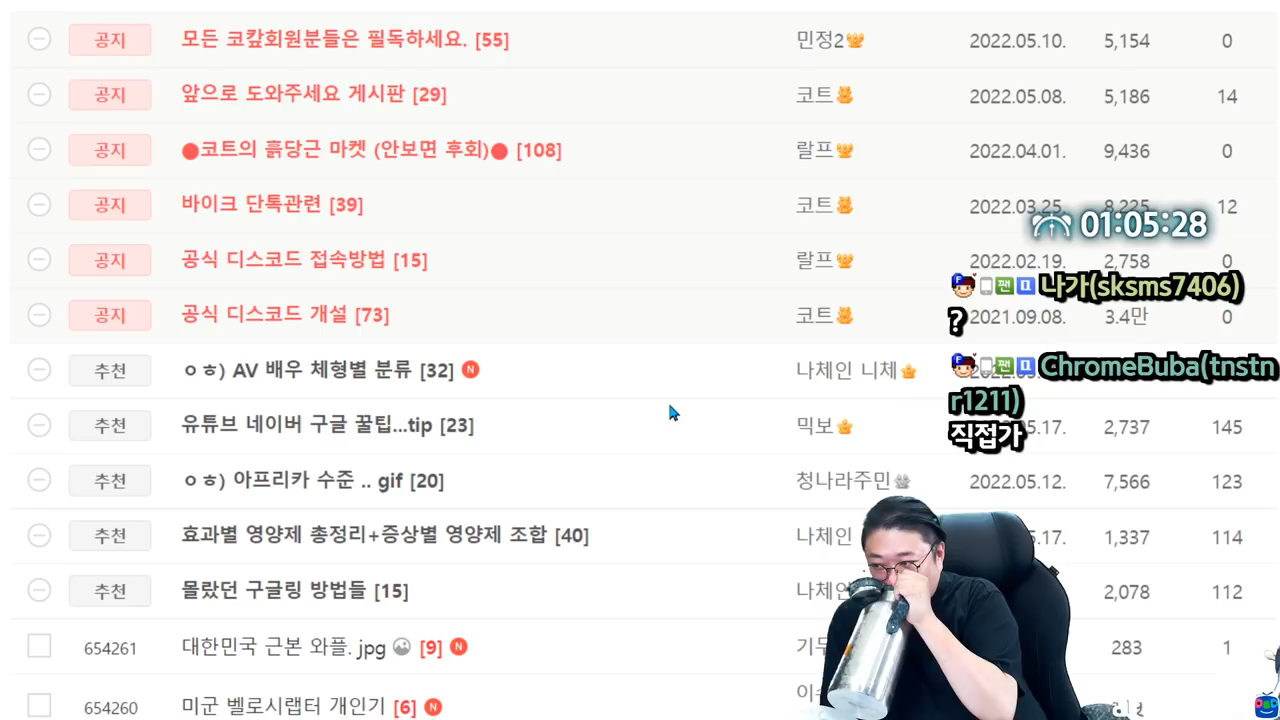 공지 모든 코캎회원분들은 필독하세요. [55] 민정2 2022.05.10. 5,154 0
공지 앞으로 도와주세요 게시판 [29] 코트 2022.05.08. 5,186 14
공지 ●코트의 흙당근 마켓 (안보면 후회)● [108] 랄프 2022.04.01. 9,436 0
공지 바이크 단톡관련 [39] 코트 2022.03.25. 8,225 12
01:05:28
공지 공식 디스코드 접속방법 [15] 랄프 2022.02.19. 2,758 0
나가(sksms7406)
?
공지 공식 디스코드 개설 [73] 코트 2021.09.08. 3.4만 0
추천 ㅇㅎ) AV 배우 체형별 분류 [32] N 나체인 니체
ChromeBuba(tnstn
r1211)
직접가
추천 유튜브 네이버 구글 꿀팁...tip [23] 믹보 17. 2,737 145
추천 ㅇㅎ) 아프리카 수준 .. gif [20] 청나라주민 2022.05.12. 7,566 123
추천 효과별 영양제 총정리+증상별 영양제 조합 [40] 나체인 17. 1,337 114
추천 몰랐던 구글링 방법들 [15] 나체인 2,078 112
654261 대한민국 근본 와플. jpg [9] N 283 1
654260 미군 벨로시랩터 개인기 [6] N